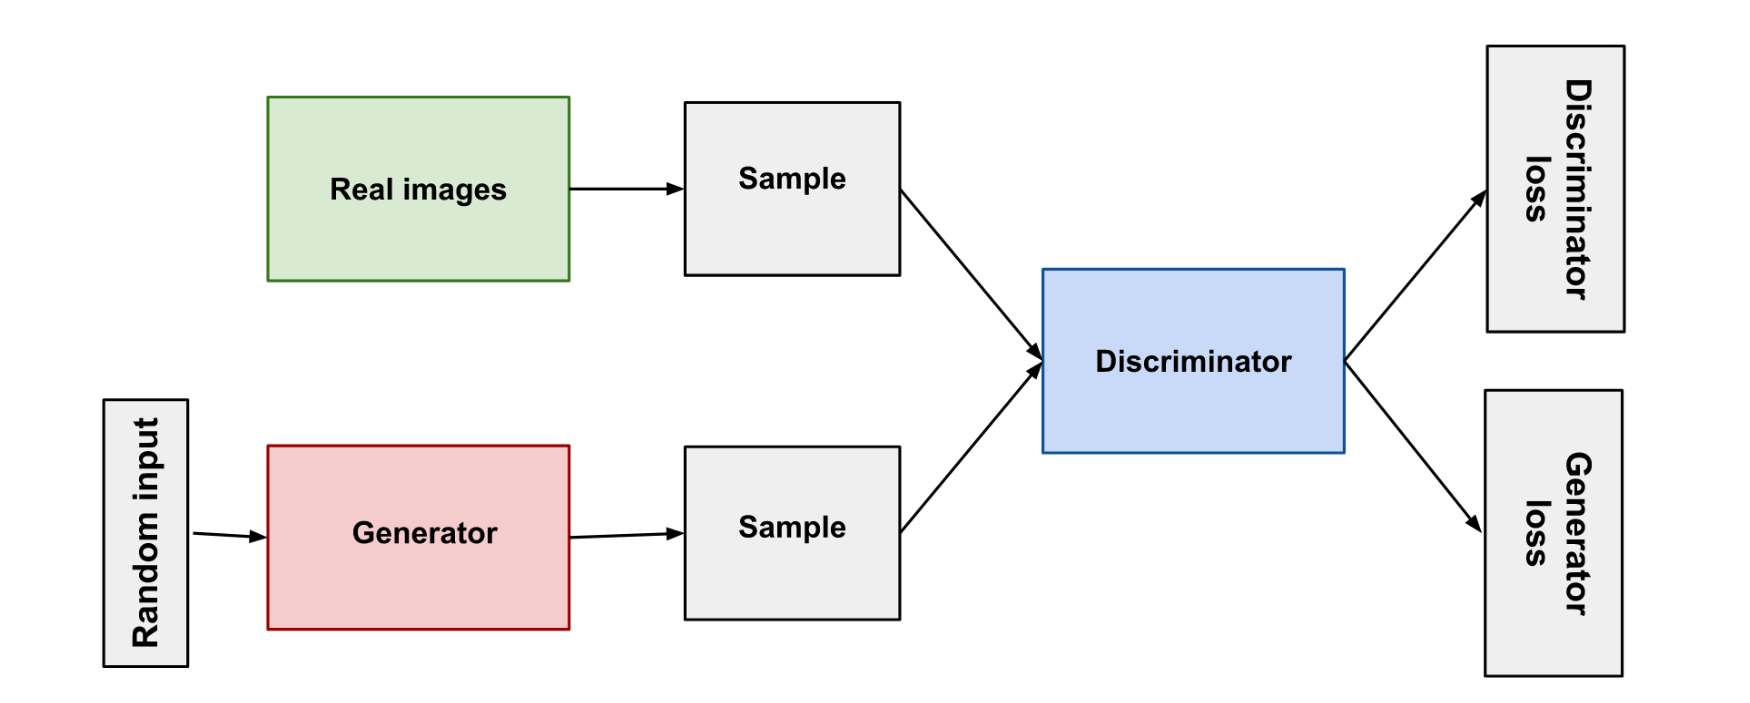 Real images
Sample
Discriminator
loss
Discriminator
Random input
Generator
Sample
Generator
loss